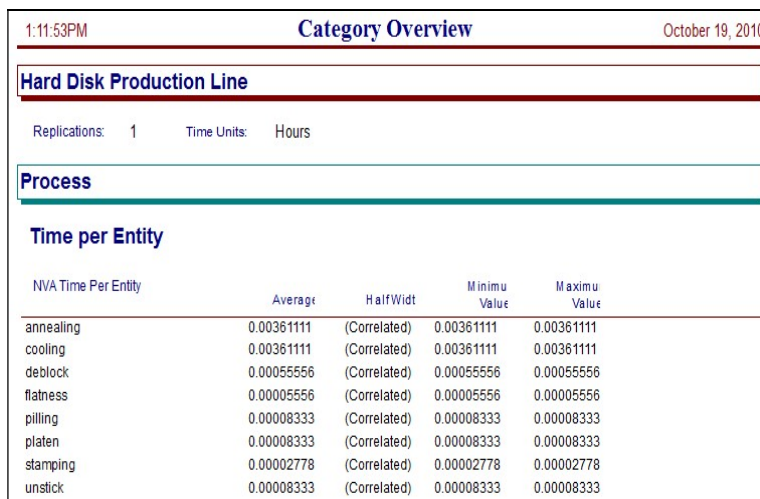 1:11:53PM Category Overview October 19, 2010
Hard Disk Production Line
Replications: 1 Time Units: Hours
Process
Time per Entity
NVA Time Per Entity Average Half Widt Minimu Value Maximu Value
annealing 0.00361111 (Correlated) 0.00361111 0.00361111
cooling 0.00361111 (Correlated) 0.00361111 0.00361111
deblock 0.00055556 (Correlated) 0.00055556 0.00055556
flatness 0.00005556 (Correlated) 0.00005556 0.00005556
pilling 0.00008333 (Correlated) 0.00008333 0.00008333
platen 0.00008333 (Correlated) 0.00008333 0.00008333
stamping 0.00002778 (Correlated) 0.00002778 0.00002778
unstick 0.00008333 (Correlated) 0.00008333 0.00008333